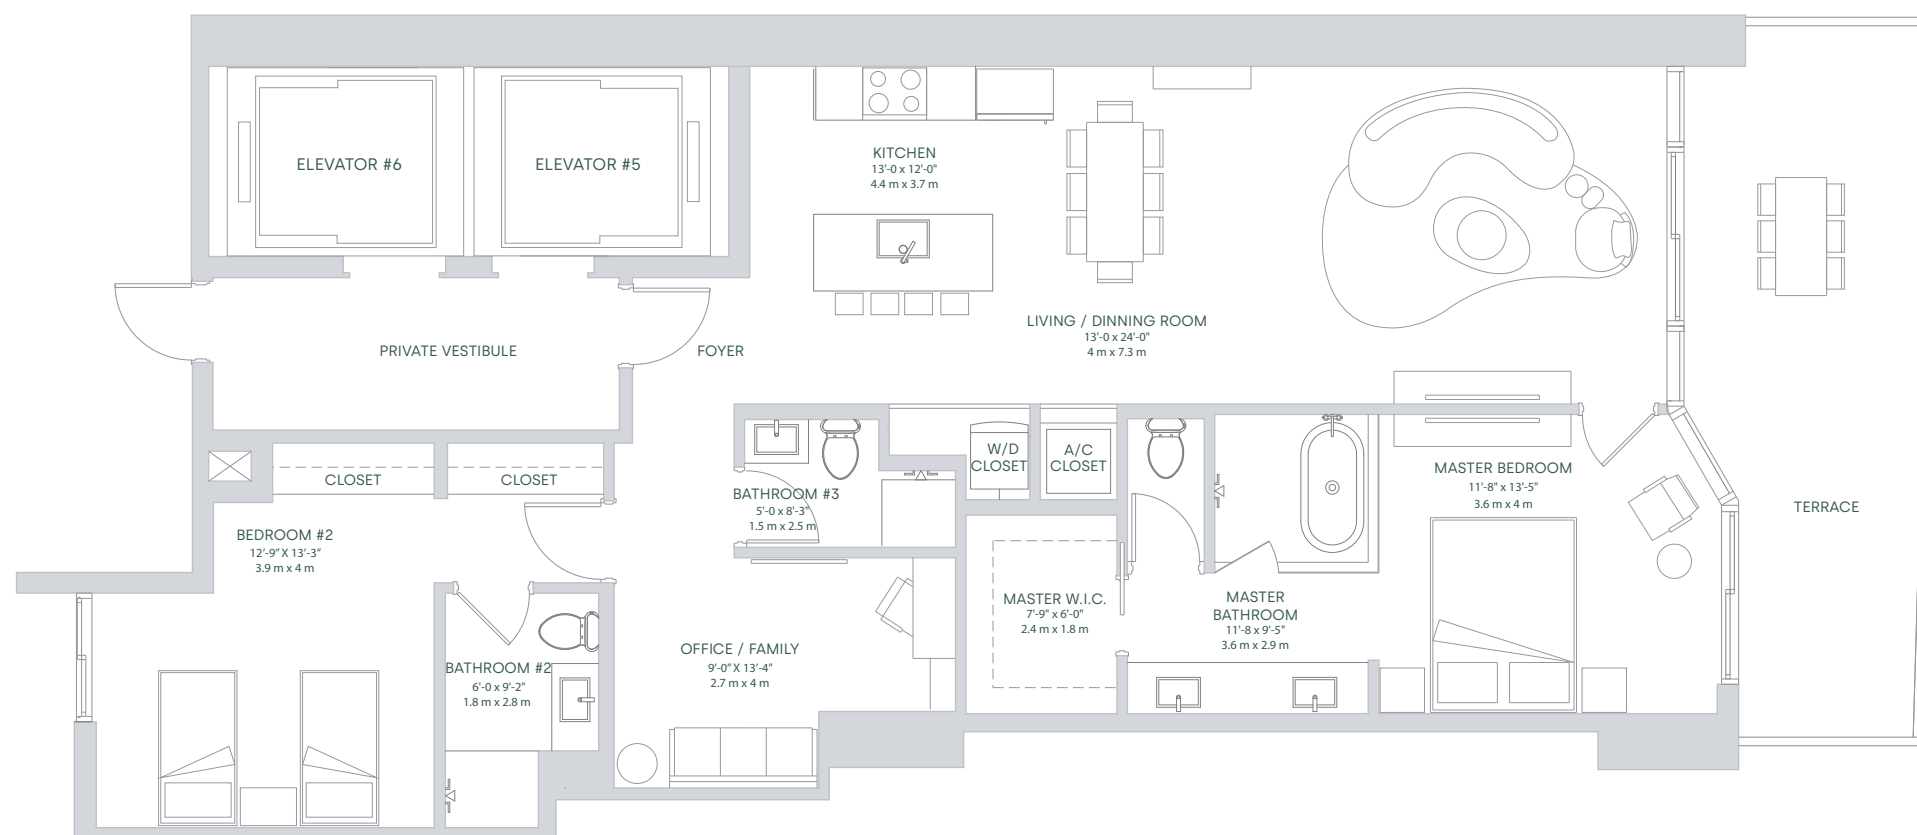 ELEVATOR #6
ELEVATOR #5
KITCHEN
13'-0 x 12'-0"
4.4 m x 3.7 m
LIVING / DINNING ROOM
13'-0 x 24'-0"
4 m x 7.3 m
PRIVATE VESTIBULE
FOYER
CLOSET
CLOSET
BEDROOM #2
12'-9" X 13'-3"
3.9 m x 4 m
BATHROOM #3
5'-0 x 8'-3"
1.5 m x 2.5 m
W/D
CLOSET
A/C
CLOSET
MASTER BEDROOM
11'-8" x 13'-5"
3.6 m x 4 m
TERRACE
BATHROOM #2
6'-0 x 9'-2"
1.8 m x 2.8 m
OFFICE / FAMILY
9'-0" X 13'-4"
2.7 m x 4 m
MASTER W.I.C.
7'-9" x 6'-0"
2.4 m x 1.8 m
MASTER
BATHROOM
11'-8 x 9'-5"
3.6 m x 2.9 m